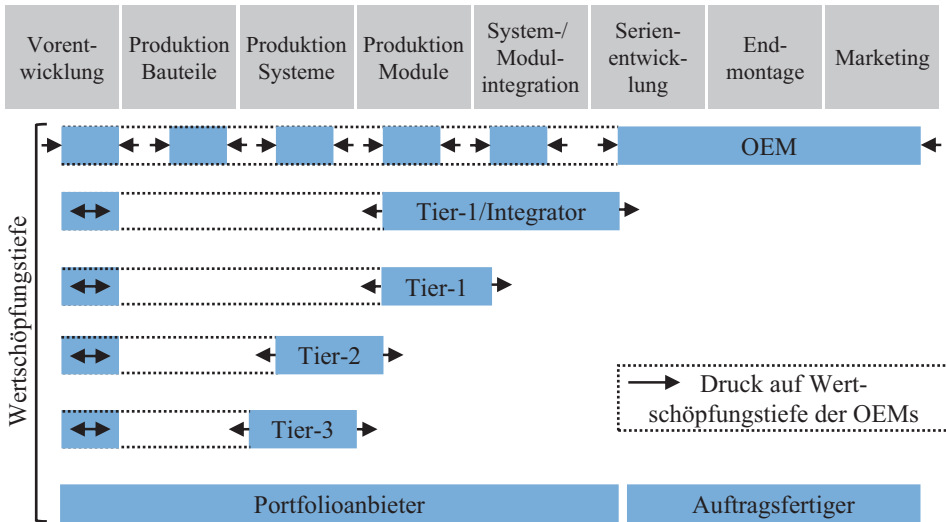 Vorent-
wicklung
Produktion
Bauteile
Produktion
Systeme
Produktion
Module
System-/
Modul-
integration
Serien-
entwick-
lung
End-
montage
Marketing
Wertschöpfungstiefe
OEM
Tier-1/Integrator
Tier-1
Tier-2
Tier-3
Druck auf Wert-
schöpfungstiefe der OEMs
Portfolioanbieter
Auftragsfertiger